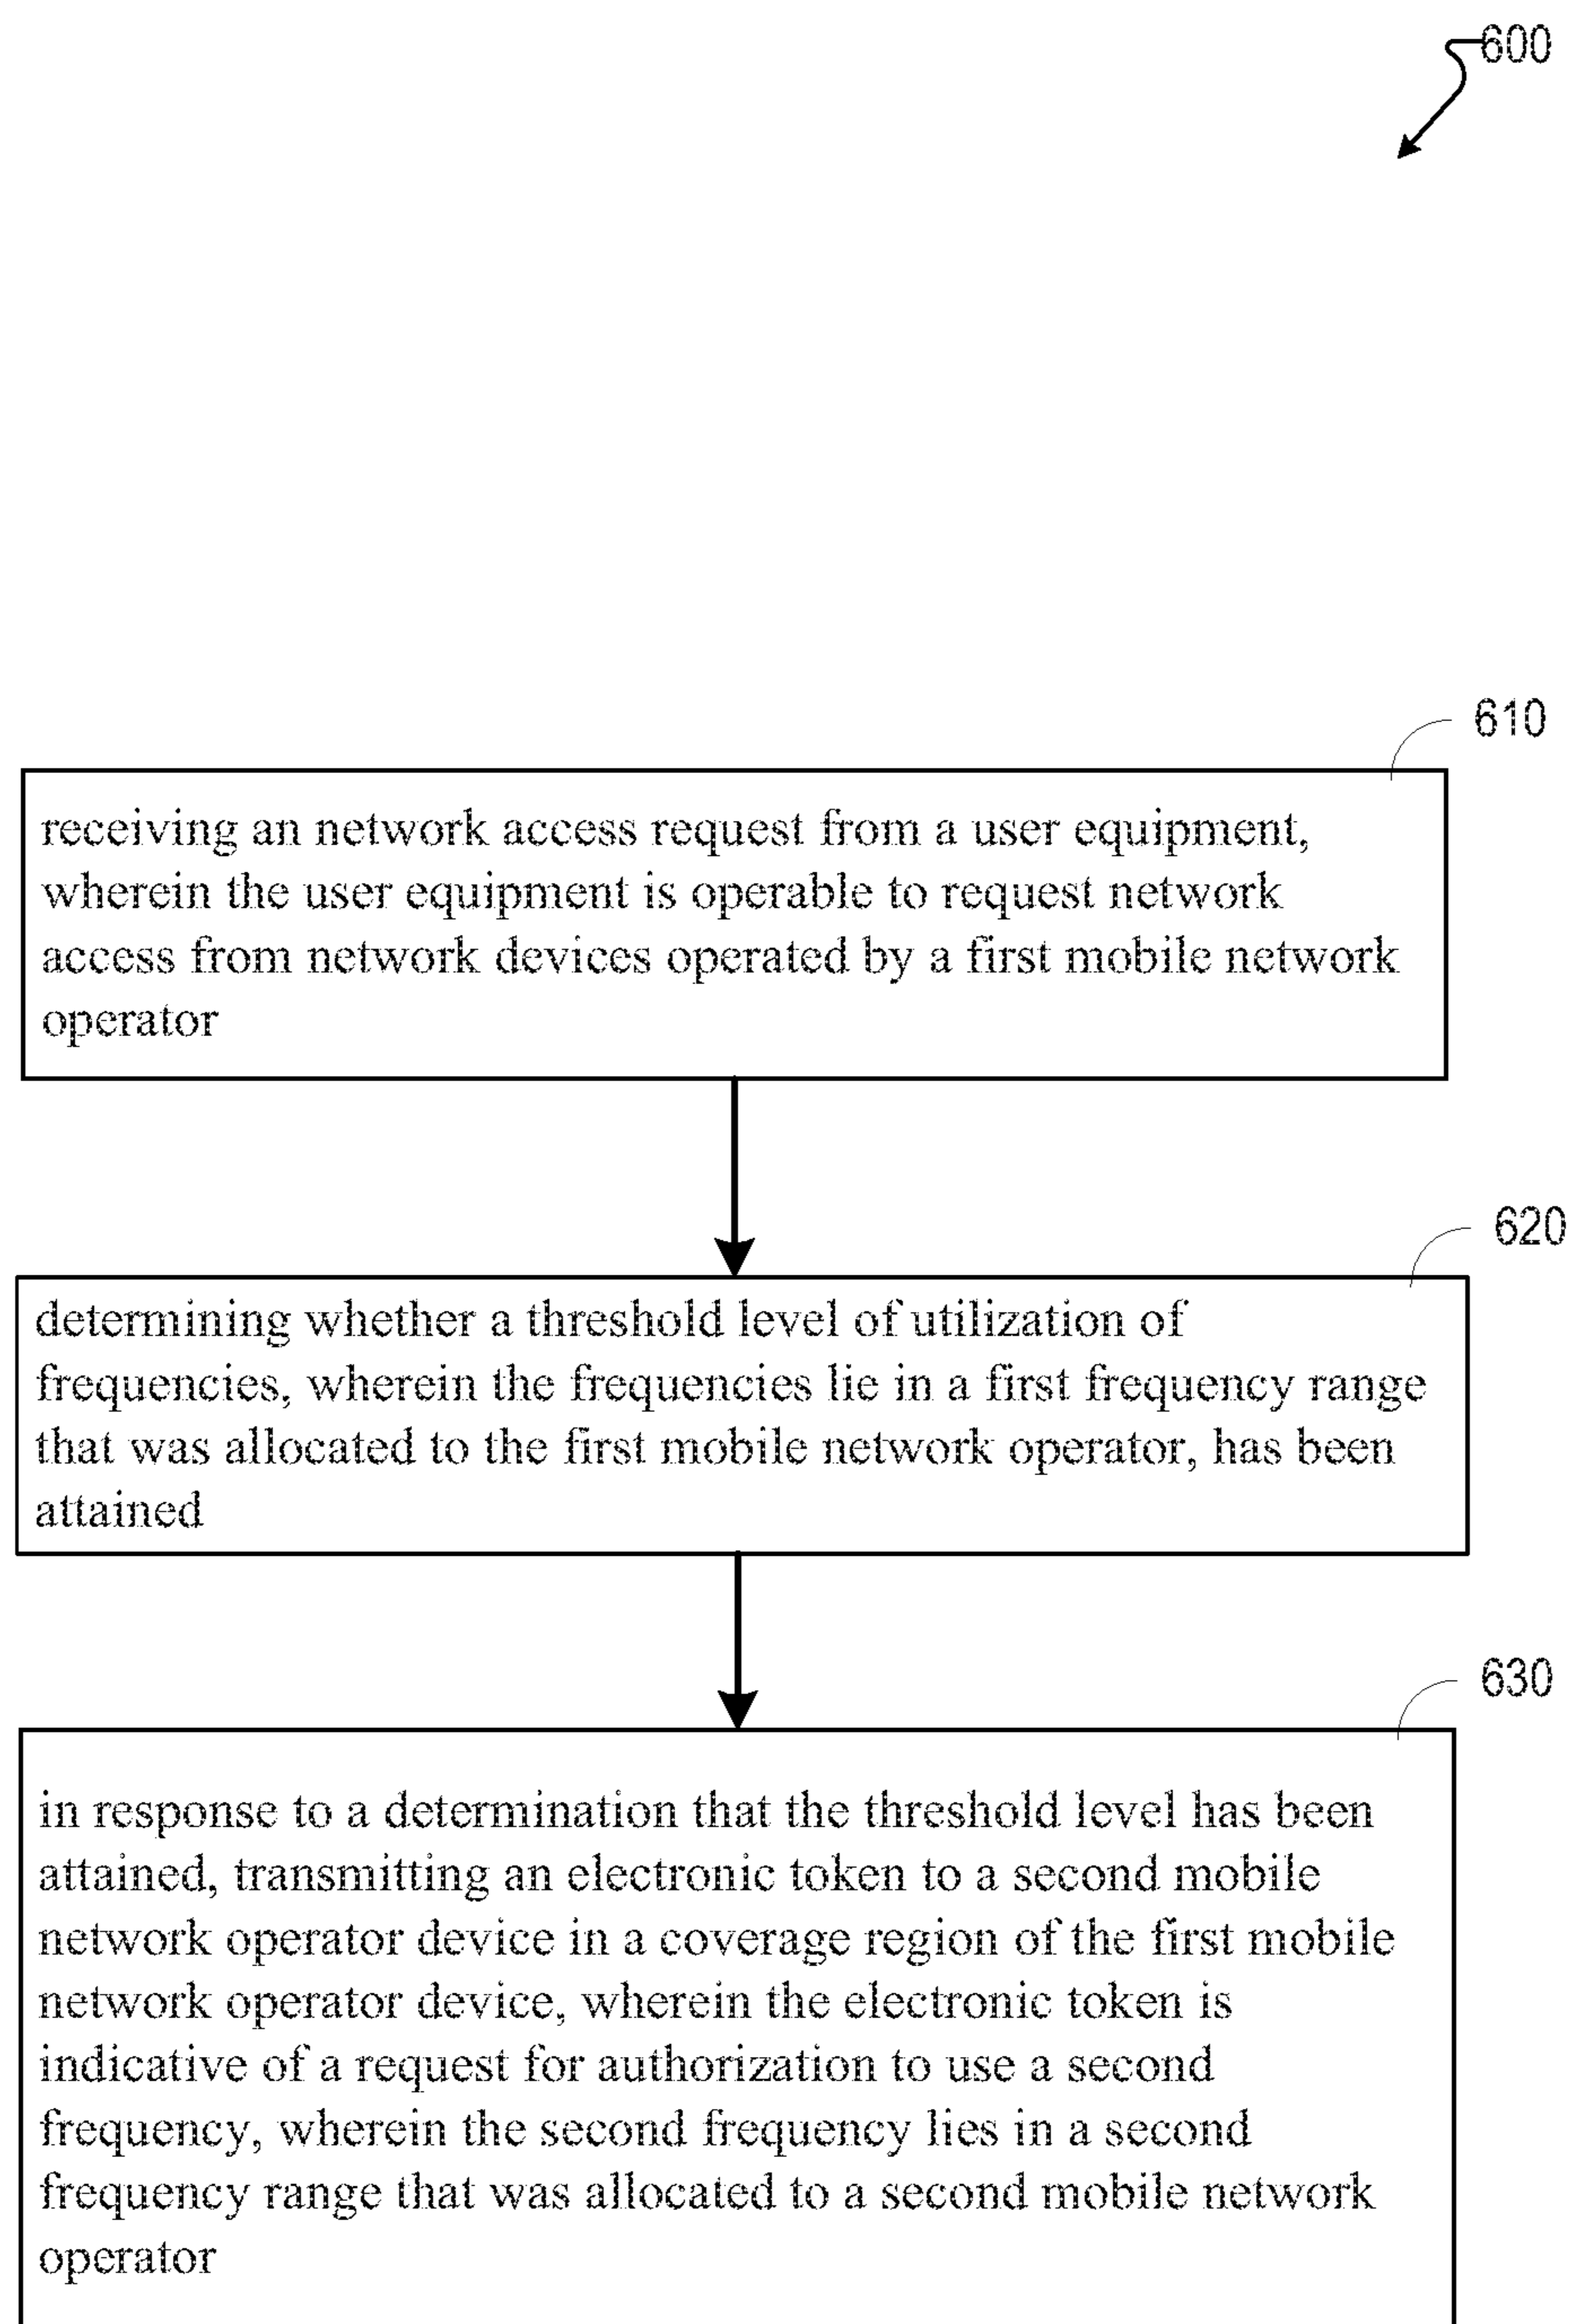 600
610
receiving an network access request from a user equipment,
wherein the user equipment is operable to request network
access from network devices operated by a first mobile network
operator
620
determining whether a threshold level of utilization of
frequencies, wherein the frequencies lie in a first frequency range
that was allocated to the first mobile network operator, has been
attained
630
in response to a determination that the threshold level has been
attained, transmitting an electronic token to a second mobile
network operator device in a coverage region of the first mobile
network operator device, wherein the electronic token is
indicative of a request for authorization to use a second
frequency, wherein the second frequency lies in a second
frequency range that was allocated to a second mobile network
operator